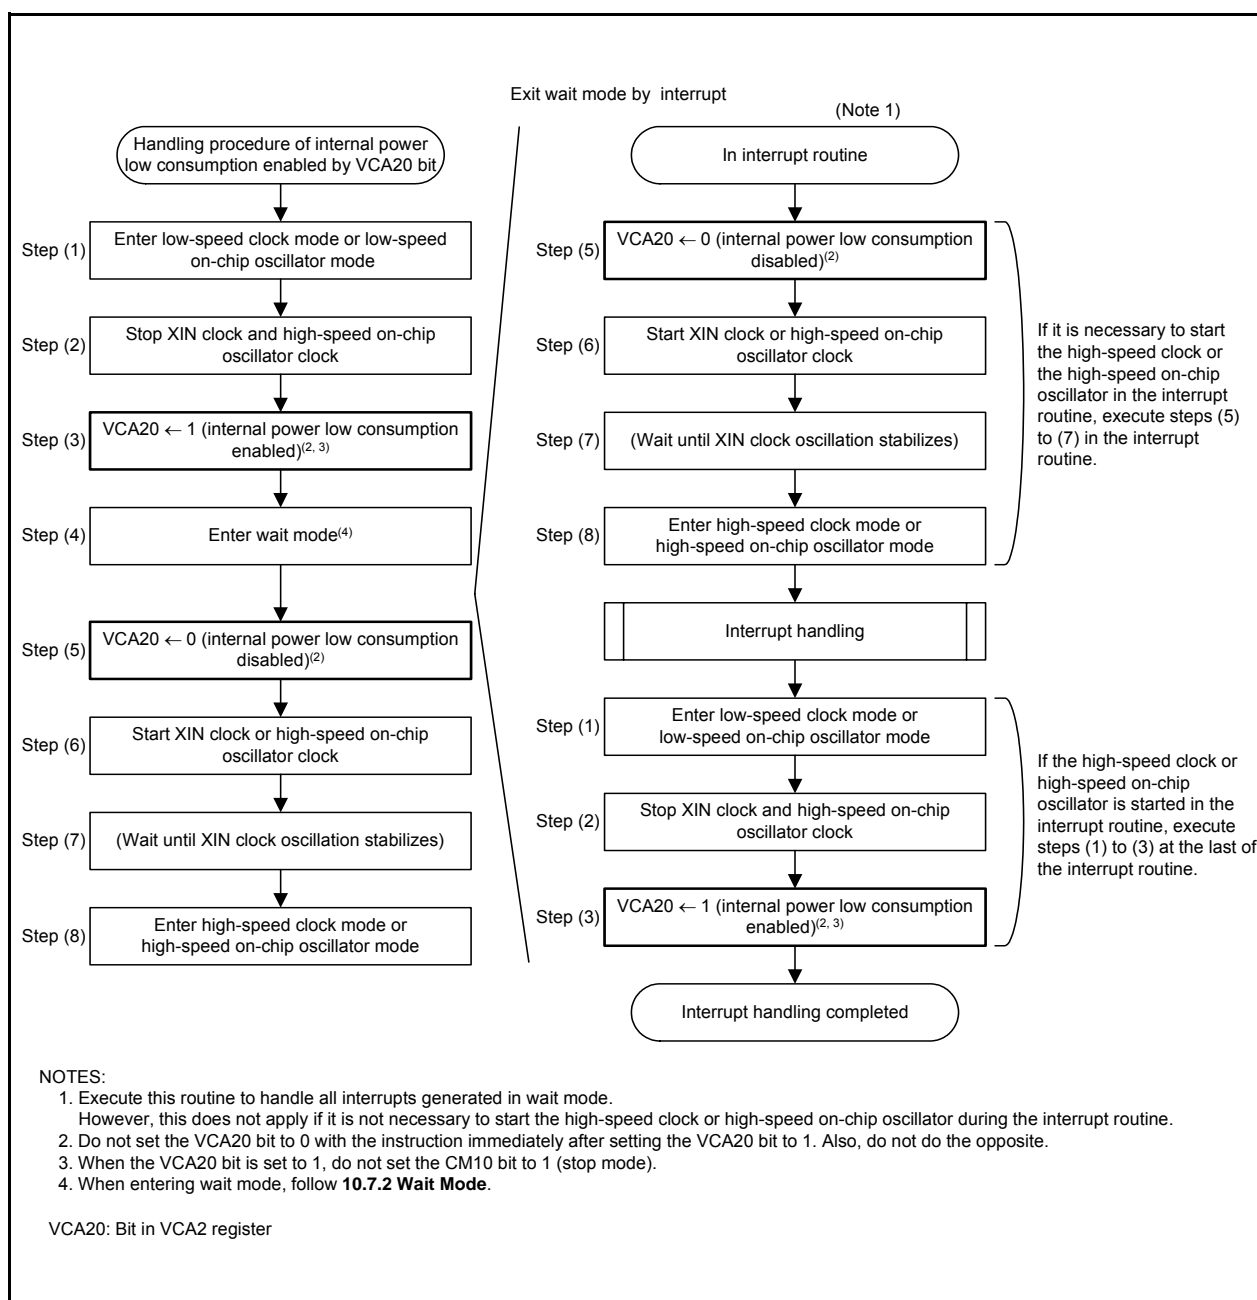 Exit wait mode by interrupt
(Note 1)
Handling procedure of internal power
low consumption enabled by VCA20 bit
Step (1)
Enter low-speed clock mode or low-speed
on-chip oscillator mode
Step (2)
Stop XIN clock and high-speed on-chip
oscillator clock
Step (3)
VCA20 ← 1 (internal power low consumption
enabled)(2, 3)
Step (4)
Enter wait mode(4)
Step (5)
VCA20 ← 0 (internal power low consumption
disabled)(2)
Step (6)
Start XIN clock or high-speed on-chip
oscillator clock
Step (7)
(Wait until XIN clock oscillation stabilizes)
Step (8)
Enter high-speed clock mode or
high-speed on-chip oscillator mode
In interrupt routine
Step (5)
VCA20 ← 0 (internal power low consumption
disabled)(2)
Step (6)
Start XIN clock or high-speed on-chip
oscillator clock
Step (7)
(Wait until XIN clock oscillation stabilizes)
Step (8)
Enter high-speed clock mode or
high-speed on-chip oscillator mode
If it is necessary to start
the high-speed clock or
the high-speed on-chip
oscillator in the interrupt
routine, execute steps (5)
to (7) in the interrupt
routine.
Interrupt handling
Step (1)
Enter low-speed clock mode or
low-speed on-chip oscillator mode
Step (2)
Stop XIN clock and high-speed on-chip
oscillator clock
Step (3)
VCA20 ← 1 (internal power low consumption
enabled)(2, 3)
If the high-speed clock or
high-speed on-chip
oscillator is started in the
interrupt routine, execute
steps (1) to (3) at the last of
the interrupt routine.
Interrupt handling completed
NOTES:
1. Execute this routine to handle all interrupts generated in wait mode.
However, this does not apply if it is not necessary to start the high-speed clock or high-speed on-chip oscillator during the interrupt routine.
2. Do not set the VCA20 bit to 0 with the instruction immediately after setting the VCA20 bit to 1. Also, do not do the opposite.
3. When the VCA20 bit is set to 1, do not set the CM10 bit to 1 (stop mode).
4. When entering wait mode, follow 10.7.2 Wait Mode.
VCA20: Bit in VCA2 register